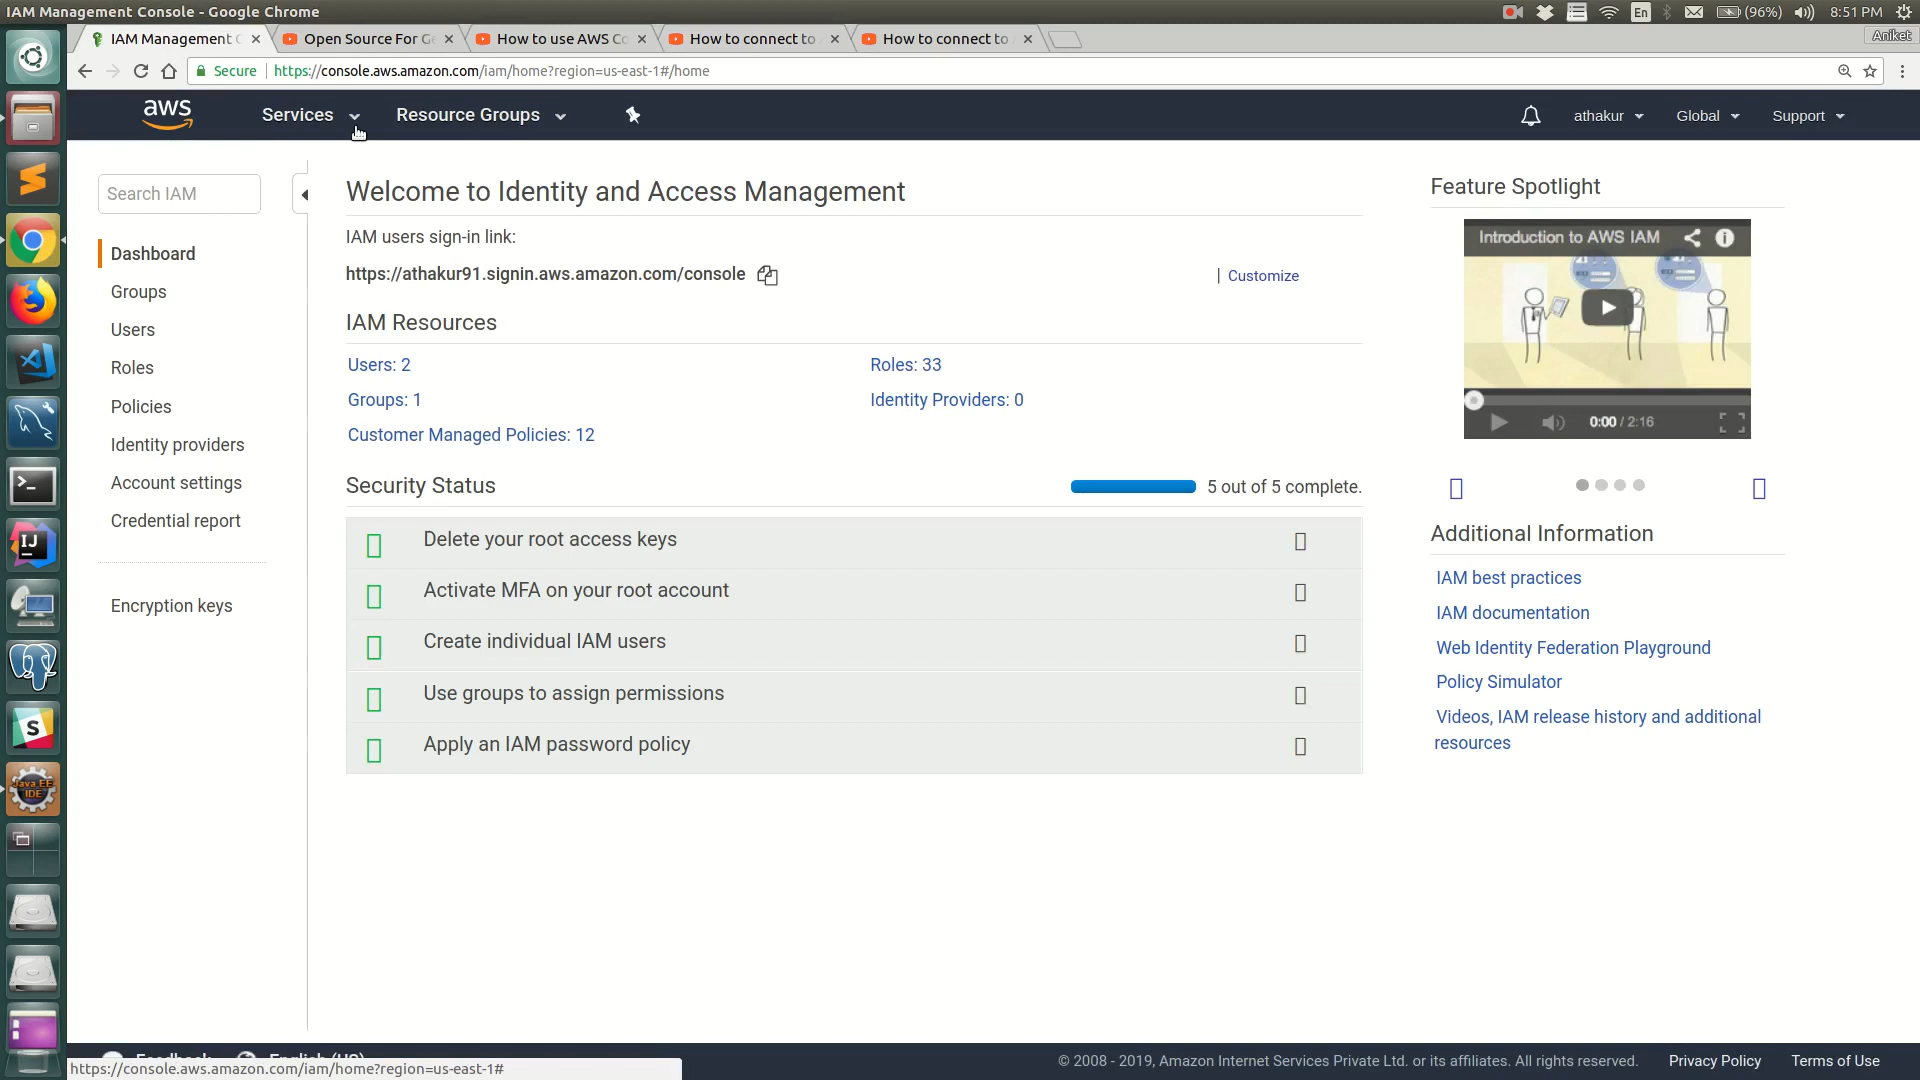 IAM Management Console - Google Chrome
En
(96%)
8:51 PM
IAM Management C
Open Source For Ge
How to use AWS Co
How to connect to
How to connect to
Aniket
Secure
https://console.aws.amazon.com/iam/home?region=us-east-1#/home
aws
Services
Resource Groups
athakur
Global
Support
Search IAM
Dashboard
Groups
Users
Roles
Policies
Identity providers
Account settings
Credential report
Encryption keys
Welcome to Identity and Access Management
IAM users sign-in link:
https://athakur91.signin.aws.amazon.com/console
| Customize
IAM Resources
Users: 2
Roles: 33
Groups: 1
Identity Providers: 0
Customer Managed Policies: 12
Security Status
5 out of 5 complete.
Delete your root access keys
Activate MFA on your root account
Create individual IAM users
Use groups to assign permissions
Apply an IAM password policy
Feature Spotlight
Introduction to AWS IAM
0:00 / 2:16
Additional Information
IAM best practices
IAM documentation
Web Identity Federation Playground
Policy Simulator
Videos, IAM release history and additional
resources
IJ
S
Java EE
IDE
Feedback
English (US)
© 2008 - 2019, Amazon Internet Services Private Ltd. or its affiliates. All rights reserved.
Privacy Policy
Terms of Use
https://console.aws.amazon.com/iam/home?region=us-east-1#